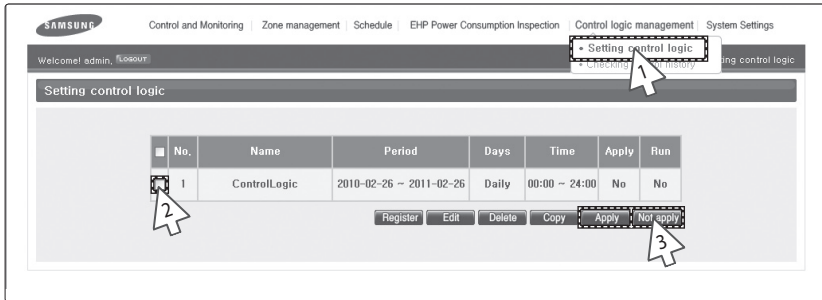 SAMSUNG Control and Monitoring Zone management Schedule EHP Power Consumption Inspection Control logic management System Settings
• Setting control logic
Welcome! admin, LOGOUT
history
ting control logic
1
Setting control logic
No. Name Period Days Time Apply Run
1 ControlLogic 2010-02-26 ~ 2011-02-26 Daily 00:00 ~ 24:00 No No
2
Register Edit Delete Copy Apply Not apply
3